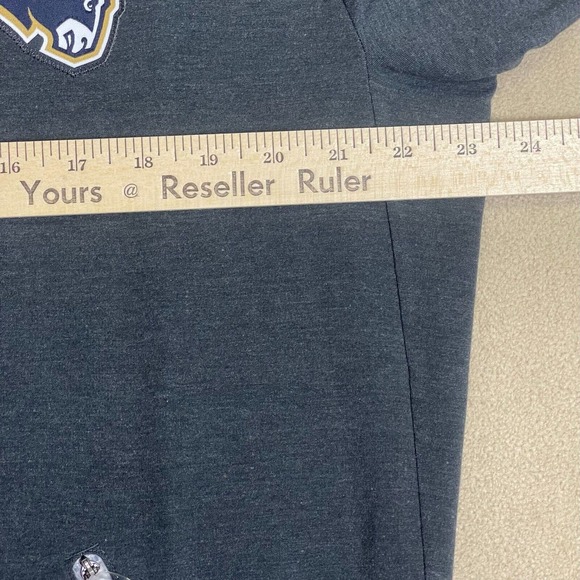 16 17 18 19 20 21 22 23 24
Yours @ Reseller Ruler